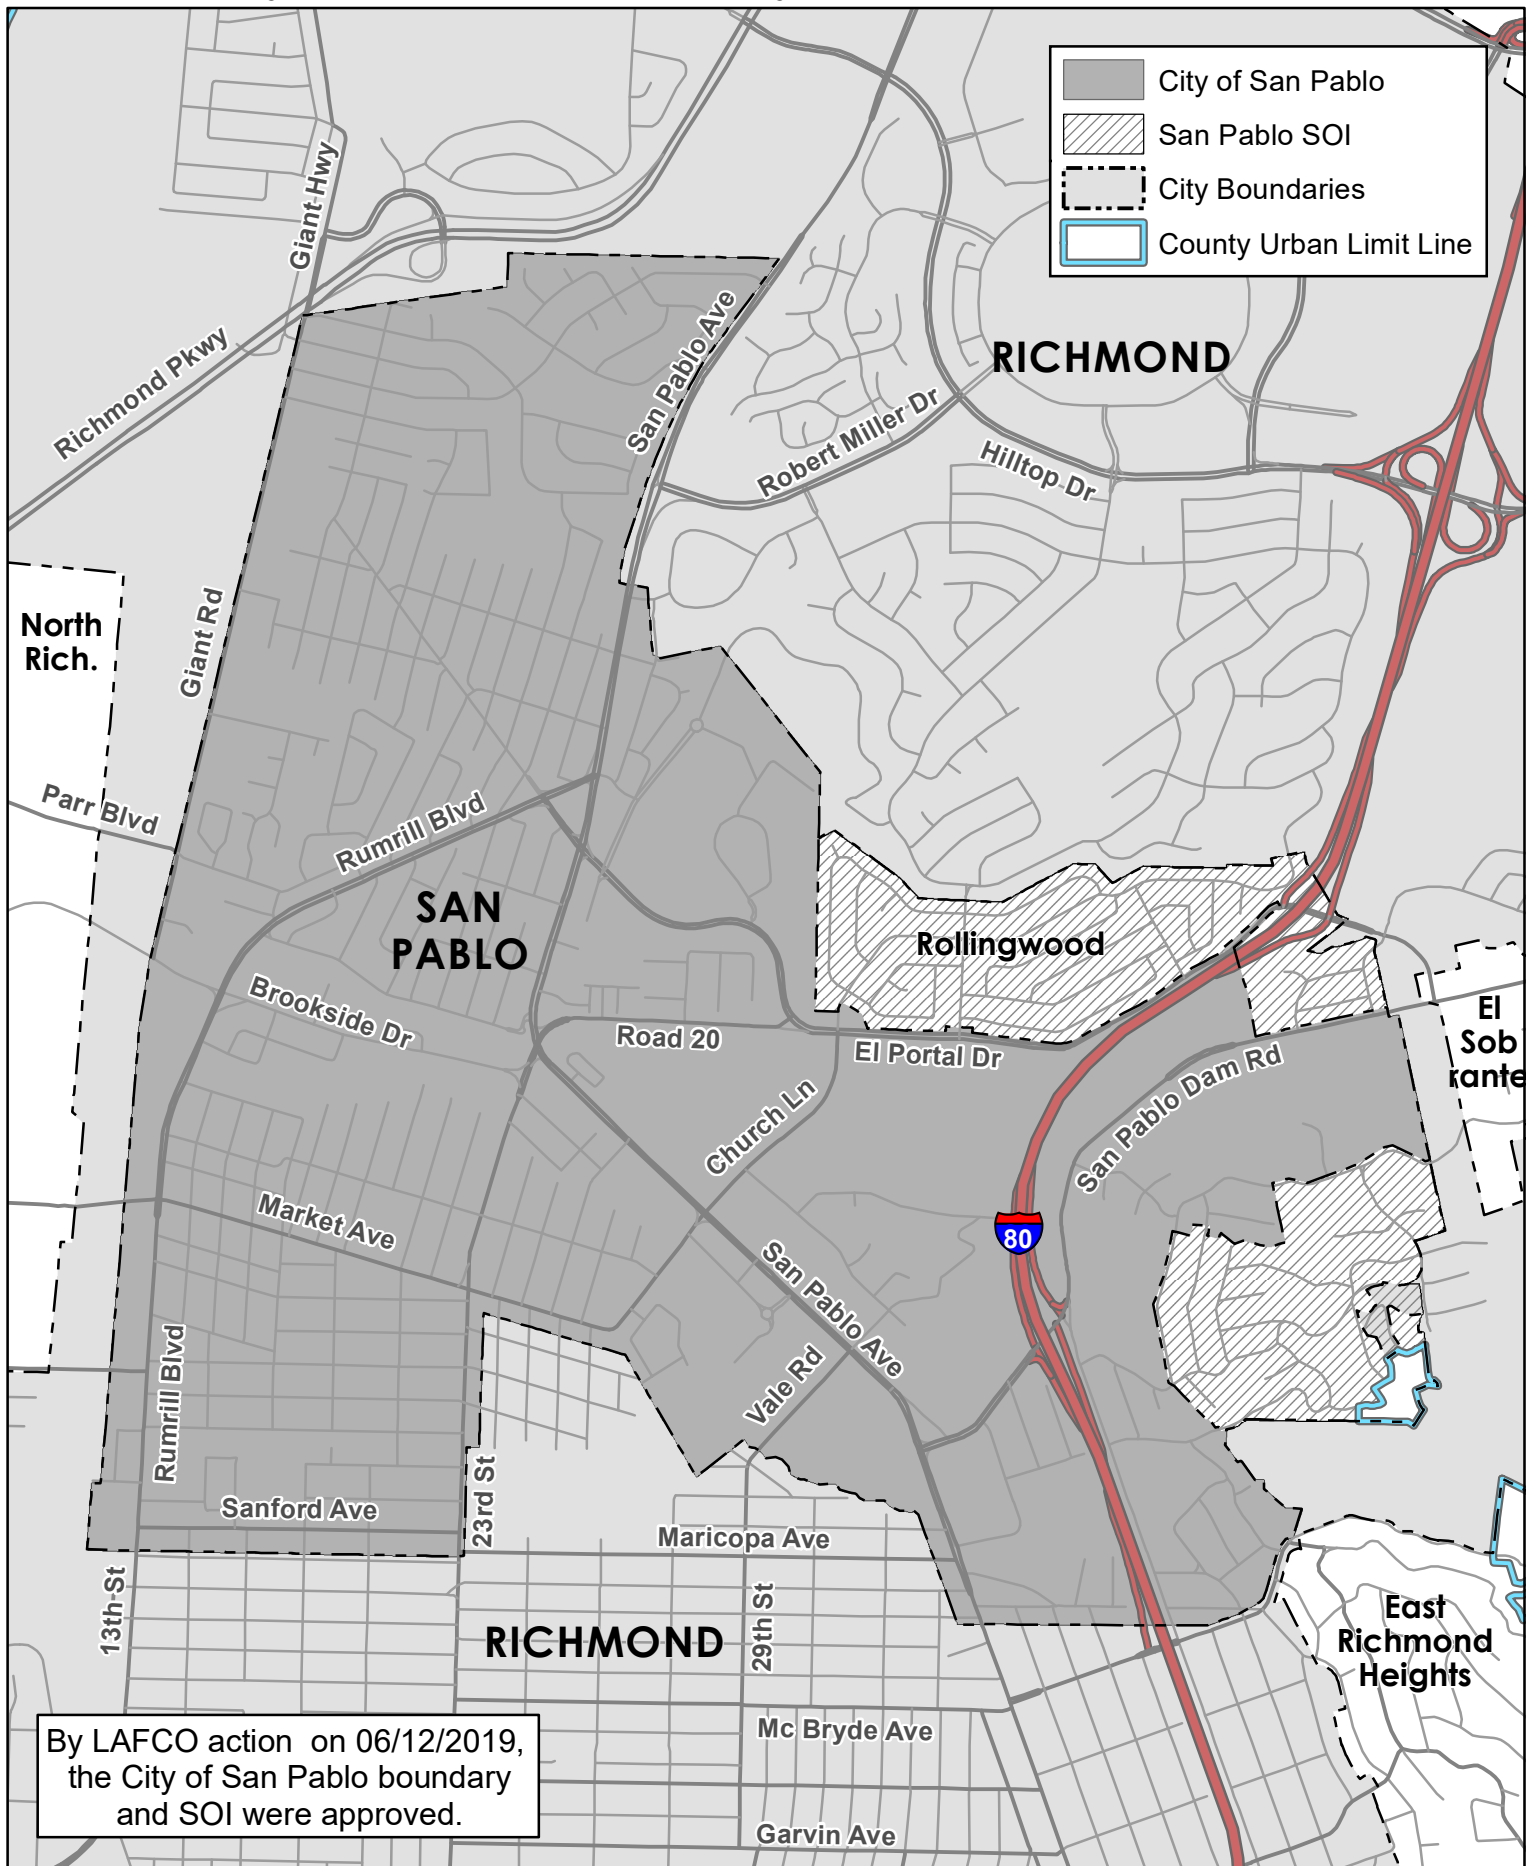 City of San Pablo
San Pablo SOI
City Boundaries
County Urban Limit Line
Giant Hwy
Richmond Pkwy
San Pablo Ave
RICHMOND
Robert Miller Dr
Hilltop Dr
North
Rich.
Giant Rd
Parr Blvd
Rumrill Blvd
SAN
PABLO
Rollingwood
Brookside Dr
Road 20
El Portal Dr
El
Sob
rante
San Pablo Dam Rd
Church Ln
Market Ave
80
San Pablo Ave
Vale Rd
Rumrill Blvd
Sanford Ave
23rd St
Maricopa Ave
13th St
29th St
RICHMOND
East
Richmond
Heights
Mc Bryde Ave
Garvin Ave
By LAFCO action on 06/12/2019,
the City of San Pablo boundary
and SOI were approved.